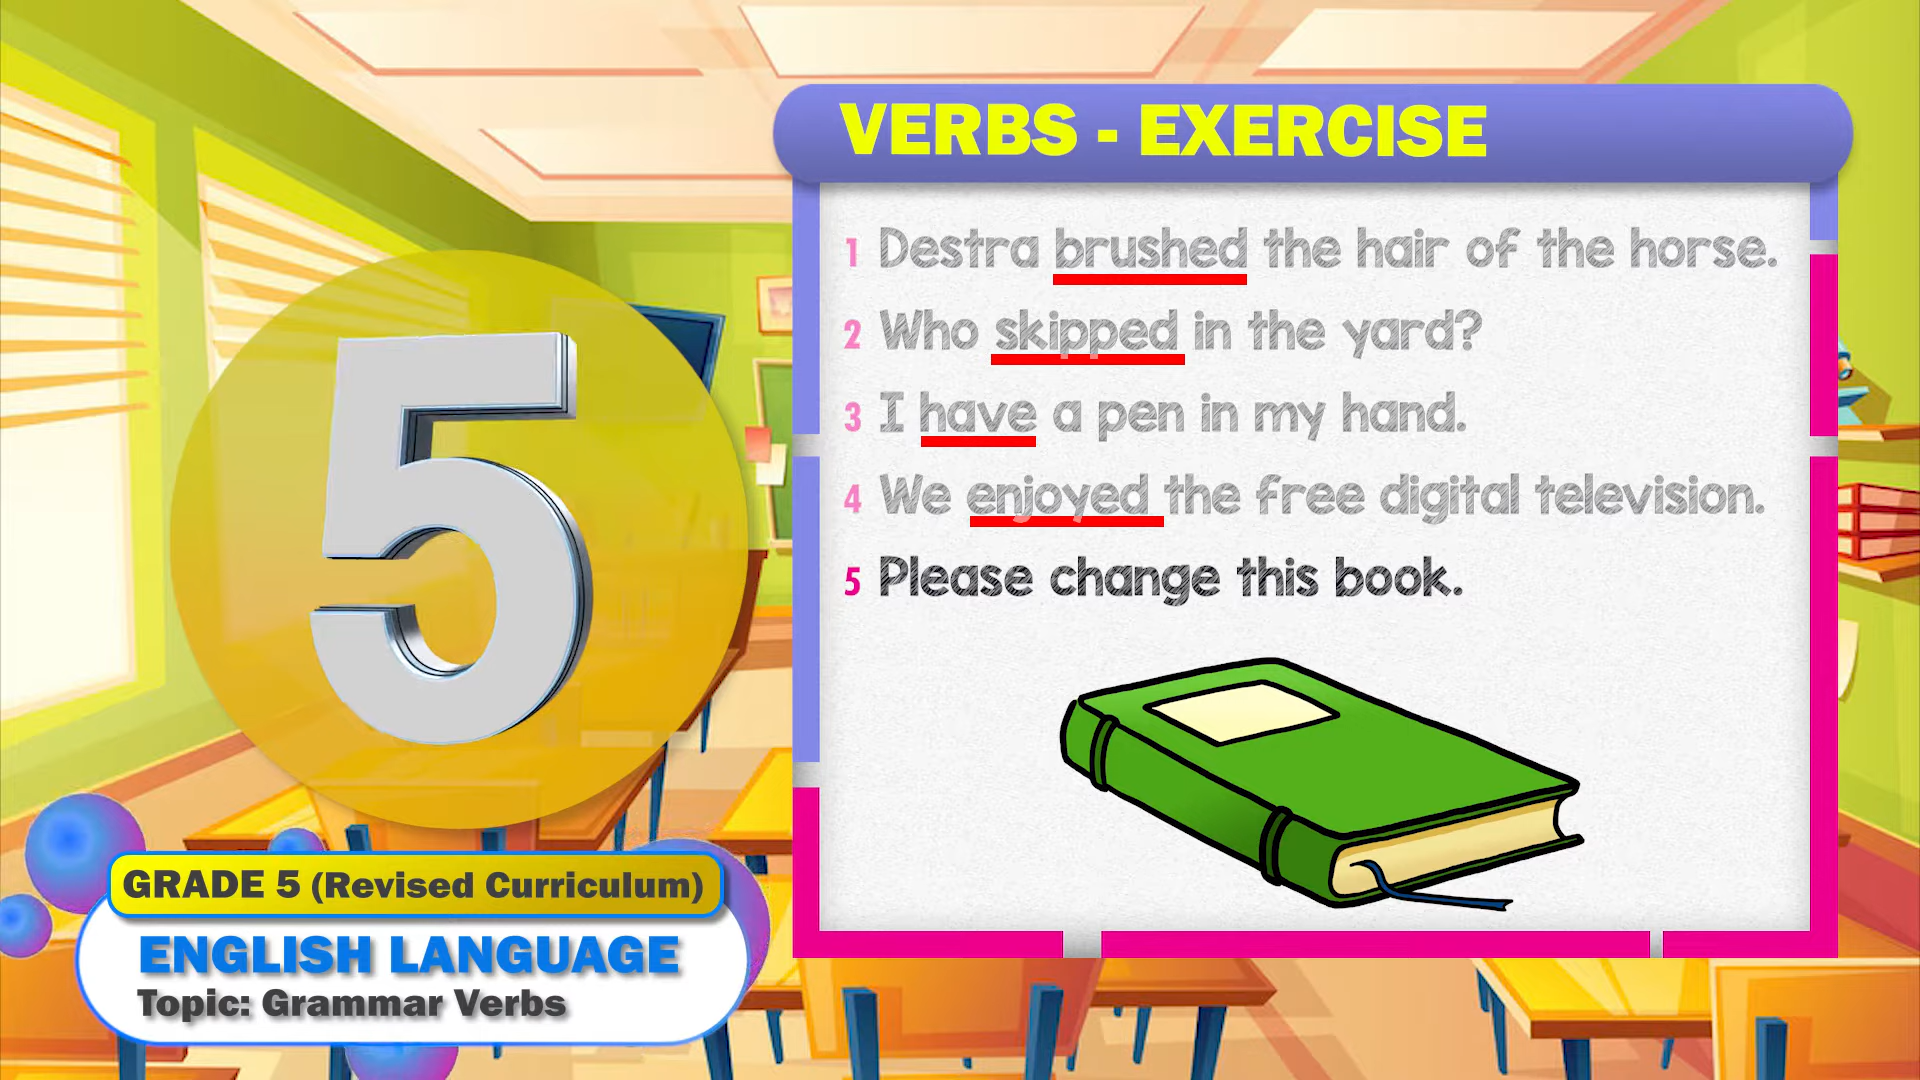 VERBS - EXERCISE
1 Destra brushed the hair of the horse.
2 Who skipped in the yard?
3 I have a pen in my hand.
4 We enjoyed the free digital television.
5 Please change this book.
5
GRADE 5 (Revised Curriculum)
ENGLISH LANGUAGE
Topic: Grammar Verbs